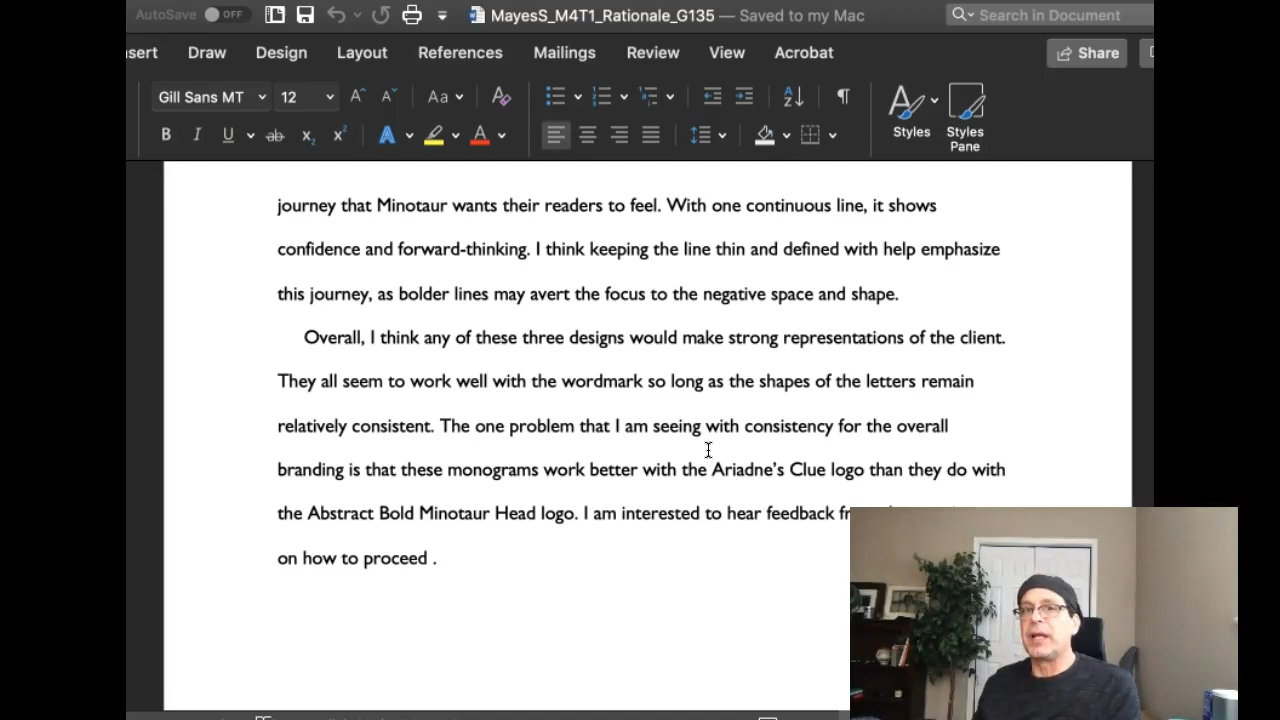 AutoSave OFF MayesS_M4T1_Rationale_G135 — Saved to my Mac Search in Document
Draw Design Layout References Mailings Review View Acrobat Share
Gill Sans MT 12 Styles Styles Pane
journey that Minotaur wants their readers to feel. With one continuous line, it shows
confidence and forward-thinking. I think keeping the line thin and defined with help emphasize
this journey, as bolder lines may avert the focus to the negative space and shape.
Overall, I think any of these three designs would make strong representations of the client.
They all seem to work well with the wordmark so long as the shapes of the letters remain
relatively consistent. The one problem that I am seeing with consistency for the overall
branding is that these monograms work better with the Ariadne's Clue logo than they do with
the Abstract Bold Minotaur Head logo. I am interested to hear feedback
on how to proceed .